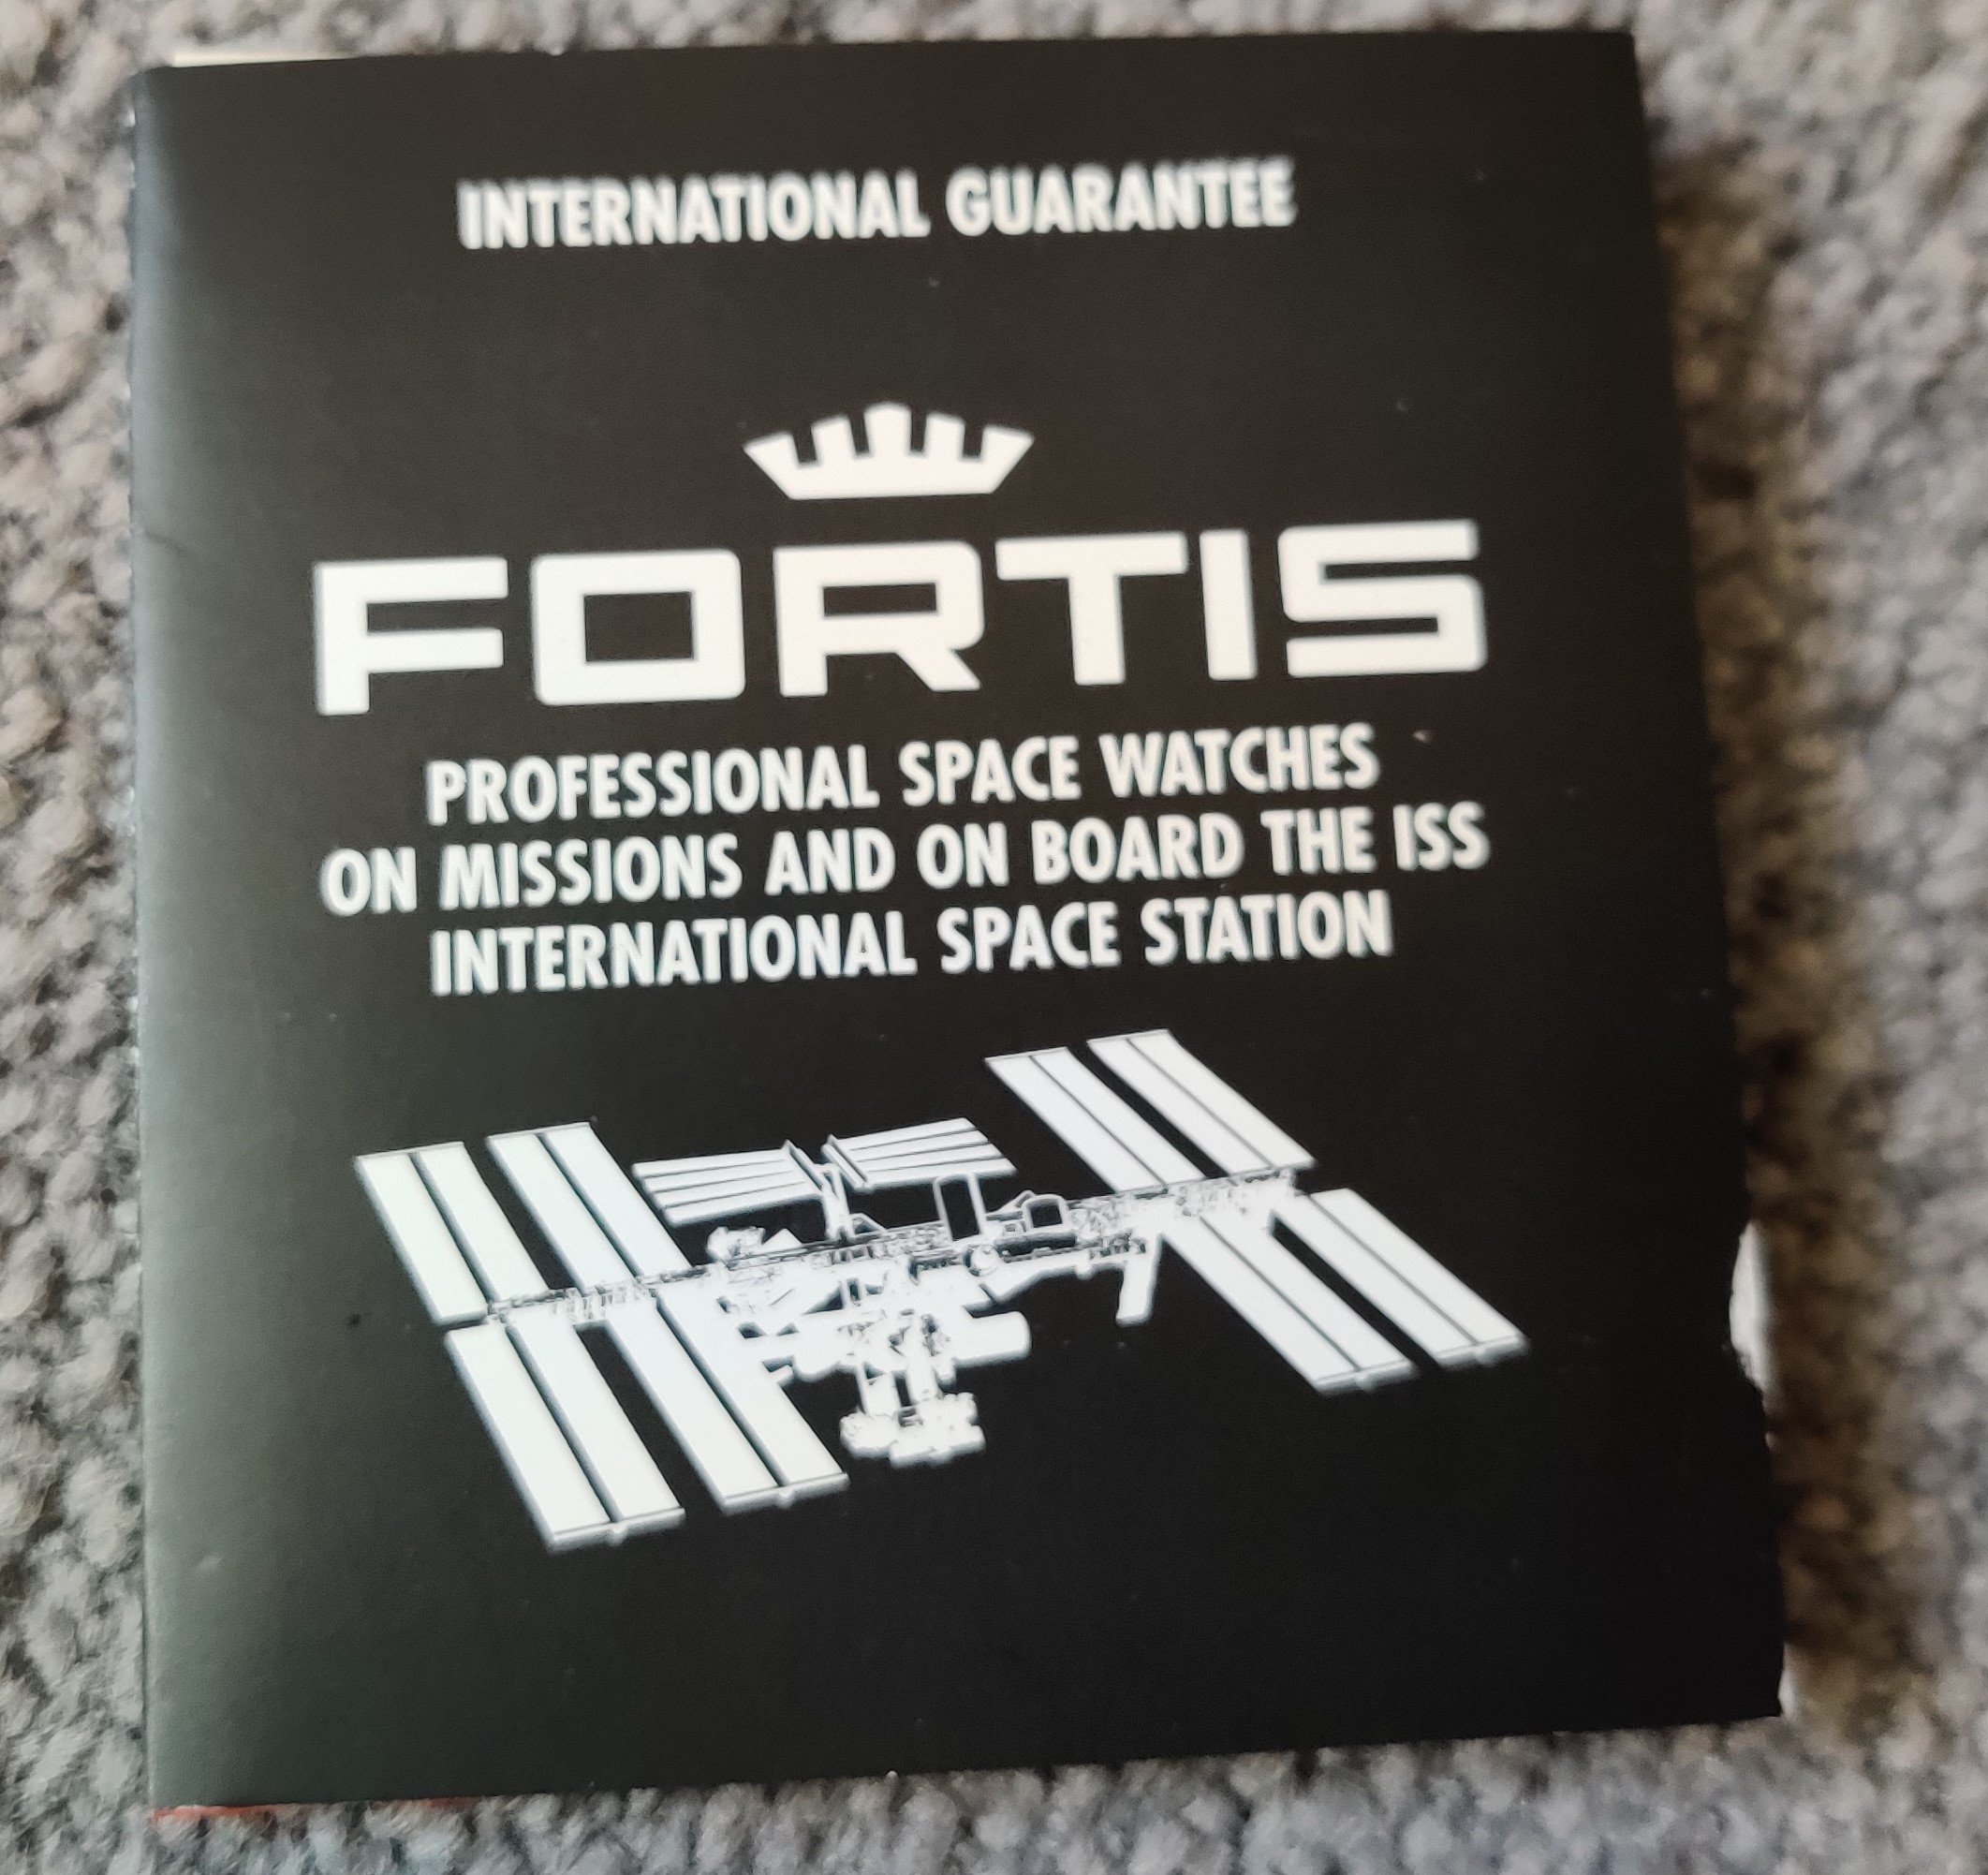 INTERNATIONAL GUARANTEE
FORTIS
PROFESSIONAL SPACE WATCHES
ON MISSIONS AND ON BOARD THE ISS
INTERNATIONAL SPACE STATION